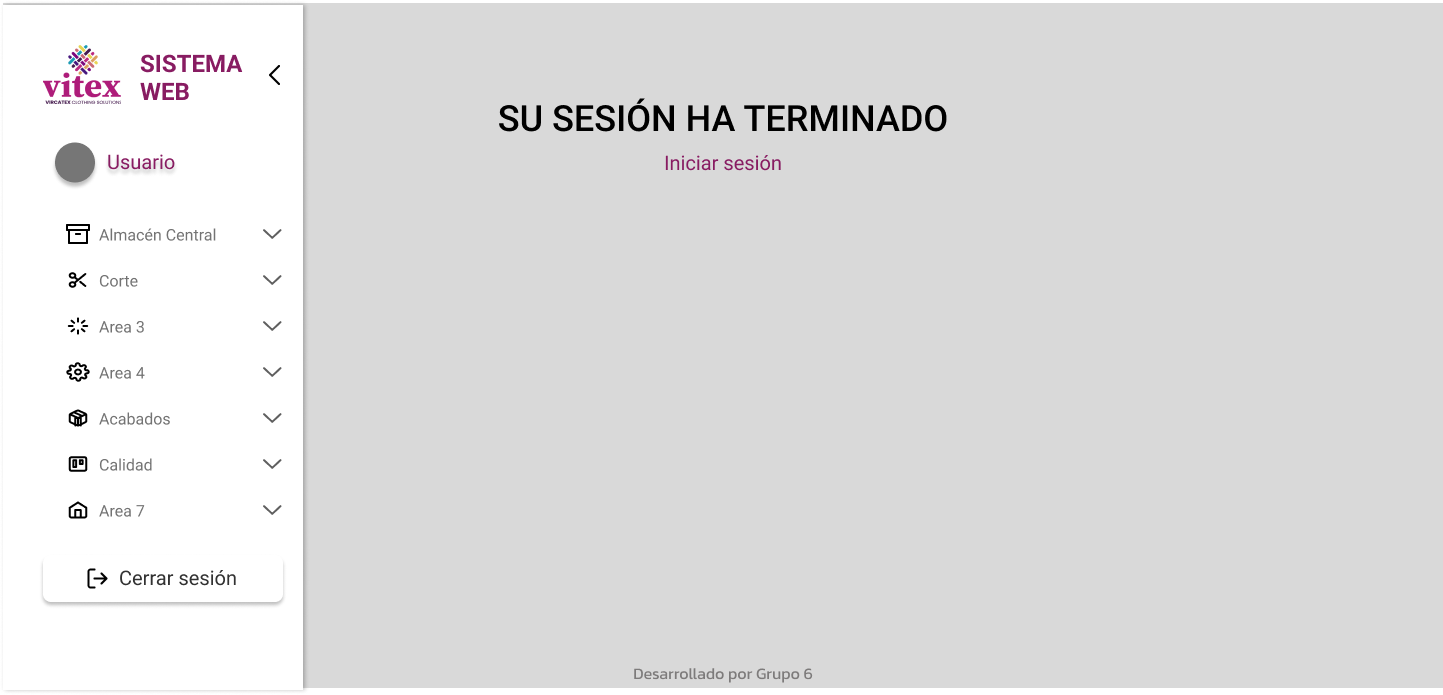 vitex
VIRCATEX CLOTHING SOLUTIONS
SISTEMA
WEB
Usuario
Almacén Central
Corte
Area 3
Area 4
Acabados
Calidad
Area 7
Cerrar sesión
SU SESIÓN HA TERMINADO
Iniciar sesión
Desarrollado por Grupo 6